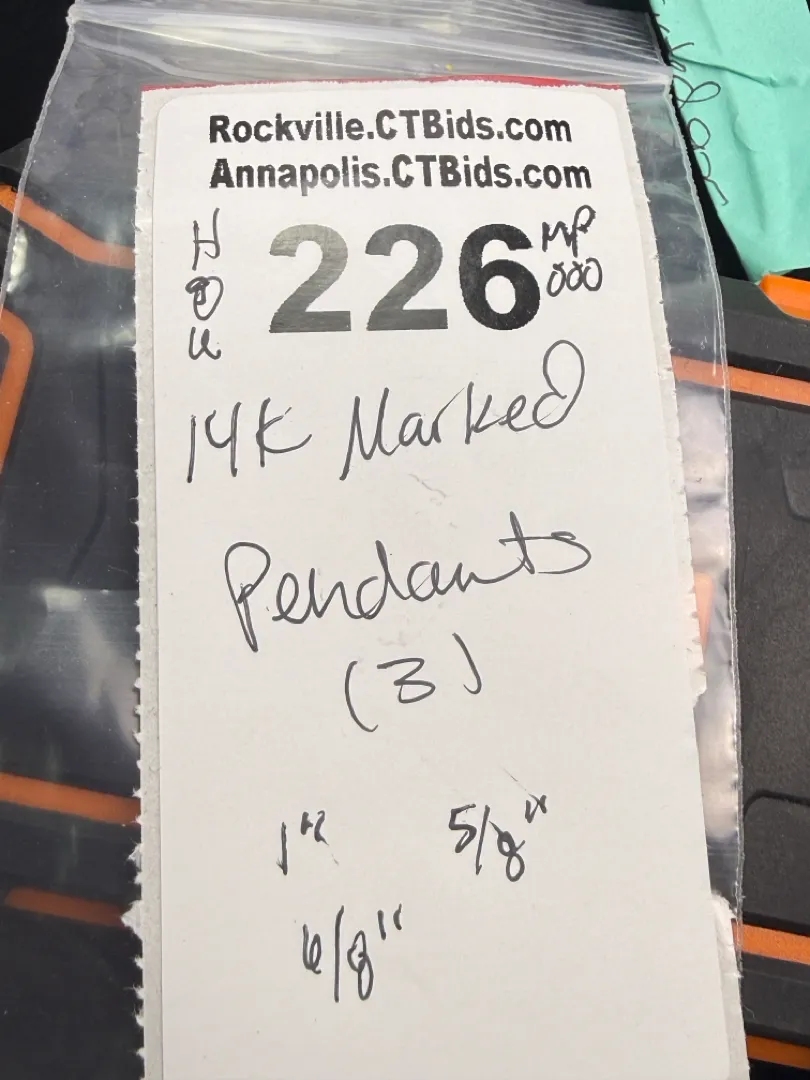 Rockville.CTBids.com
Annapolis.CTBids.com
226
14K Marked
Pendants
(3)
1" 5/8"
6/8"